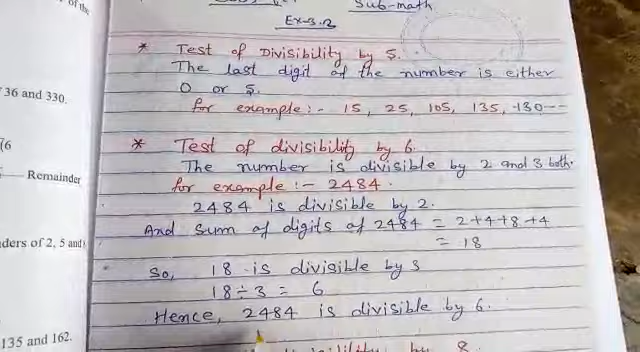 of the
Sub-math
Ex-3.2
* Test of Divisibility by 5.
The last digit of the number is either
0 or 5.
for example :- 15, 25, 105, 135, 130---
36 and 330.
* Test of divisibility by 6.
The number is divisible by 2 and 3 both.
Remainder
for example :- 2484.
2484 is divisible by 2.
And sum of digits of 2484 = 2+4+8+4
= 18
ders of 2, 5 and
So, 18 is divisible by 3
18÷3 = 6
Hence, 2484 is divisible by 6.
135 and 162.
by 8.